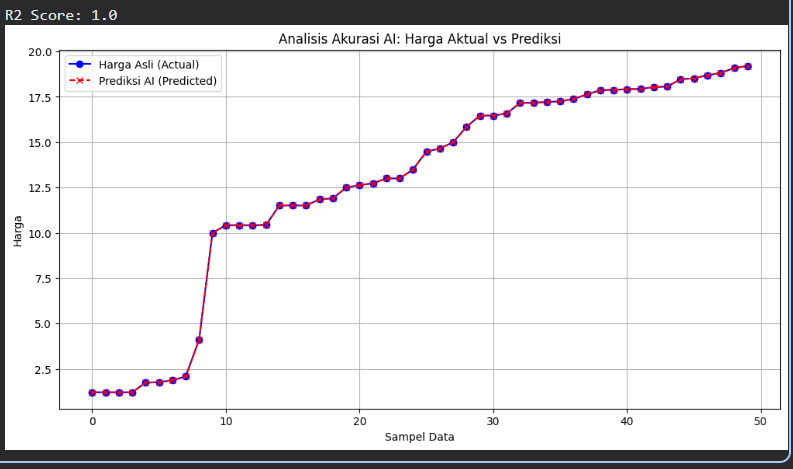 R2 Score: 1.0
Analisis Akurasi AI: Harga Aktual vs Prediksi
Harga Asli (Actual)
Prediksi AI (Predicted)
20.0
17.5
15.0
12.5
10.0
7.5
5.0
2.5
Harga
0 10 20 30 40 50
Sampel Data